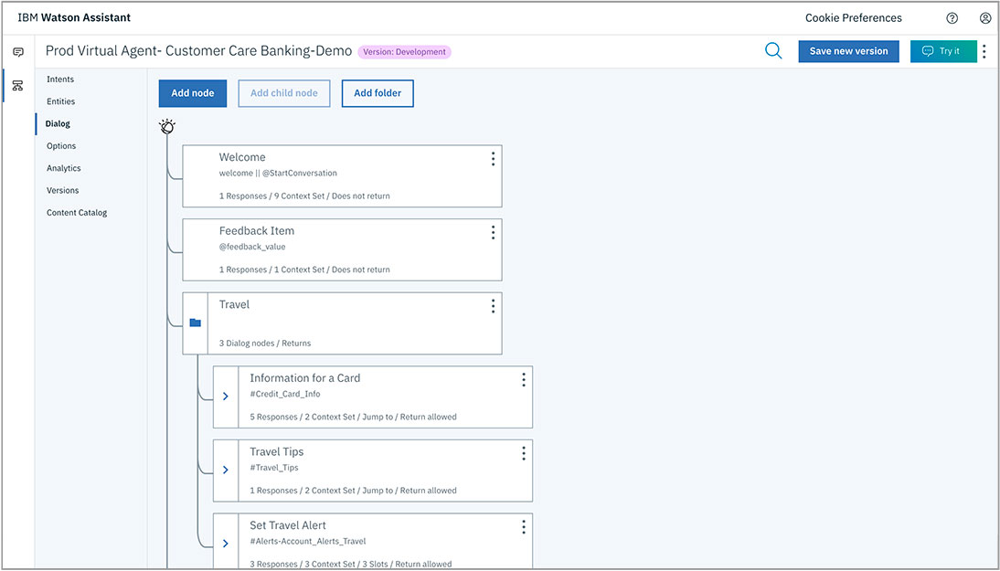 IBM Watson Assistant
Cookie Preferences
Prod Virtual Agent- Customer Care Banking-Demo
Version: Development
Save new version
Try it
Intents
Entities
Dialog
Options
Analytics
Versions
Content Catalog
Add node
Add child node
Add folder
Welcome
welcome || @StartConversation
1 Responses / 9 Context Set / Does not return
Feedback Item
@feedback_value
1 Responses / 1 Context Set / Does not return
Travel
3 Dialog nodes / Returns
Information for a Card
#Credit_Card_Info
5 Responses / 2 Context Set / Jump to / Return allowed
Travel Tips
#Travel_Tips
1 Responses / 2 Context Set / Jump to / Return allowed
Set Travel Alert
#Alerts-Account_Alerts_Travel
3 Responses / 3 Context Set / 3 Slots / Return allowed